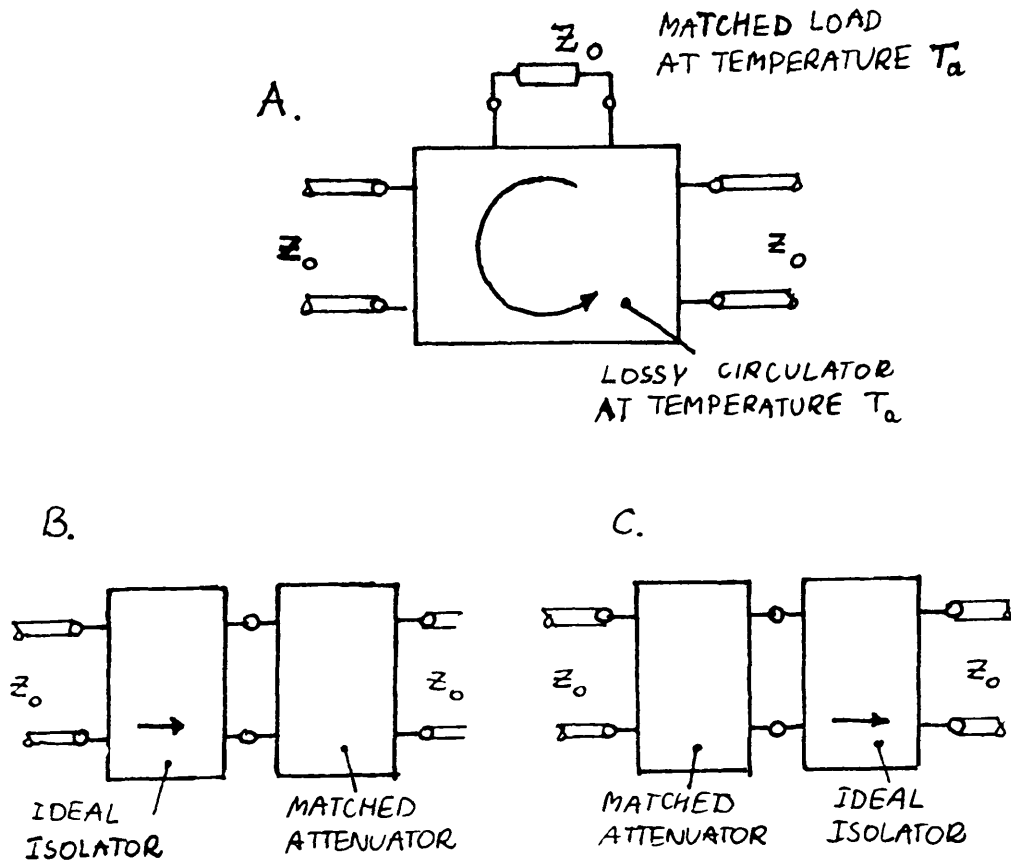 A.
Z₀
MATCHED LOAD
AT TEMPERATURE Tₐ
Z₀
Z₀
LOSSY CIRCULATOR
AT TEMPERATURE Tₐ
B.
Z₀
Z₀
IDEAL
ISOLATOR
MATCHED
ATTENUATOR
C.
Z₀
Z₀
MATCHED
ATTENUATOR
IDEAL
ISOLATOR